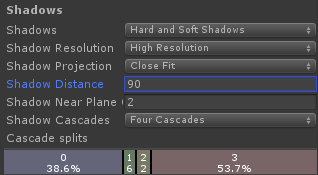 Shadows
Shadows Hard and Soft Shadows
Shadow Resolution High Resolution
Shadow Projection Close Fit
Shadow Distance 90
Shadow Near Plane 2
Shadow Cascades Four Cascades
Cascade splits
0 1 2 3
38.6% 6 2 53.7%